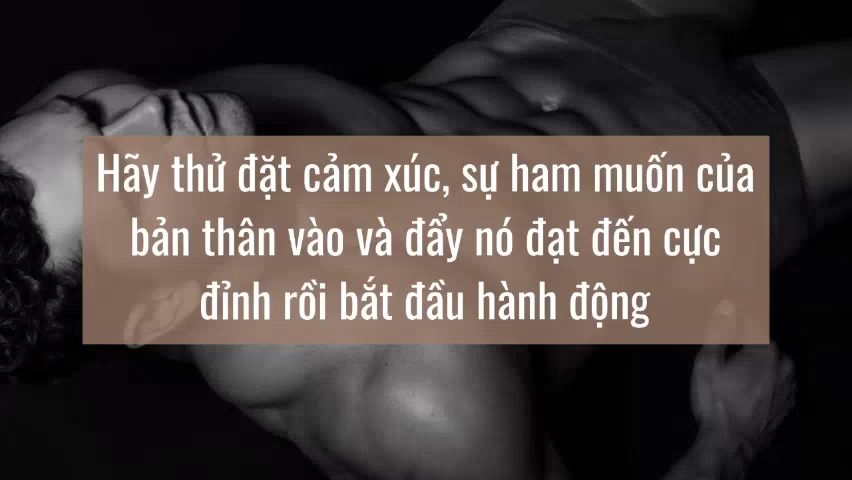 Hãy thử đặt cảm xúc, sự ham muốn của
bản thân vào và đẩy nó đạt đến cực
đỉnh rồi bắt đầu hành động